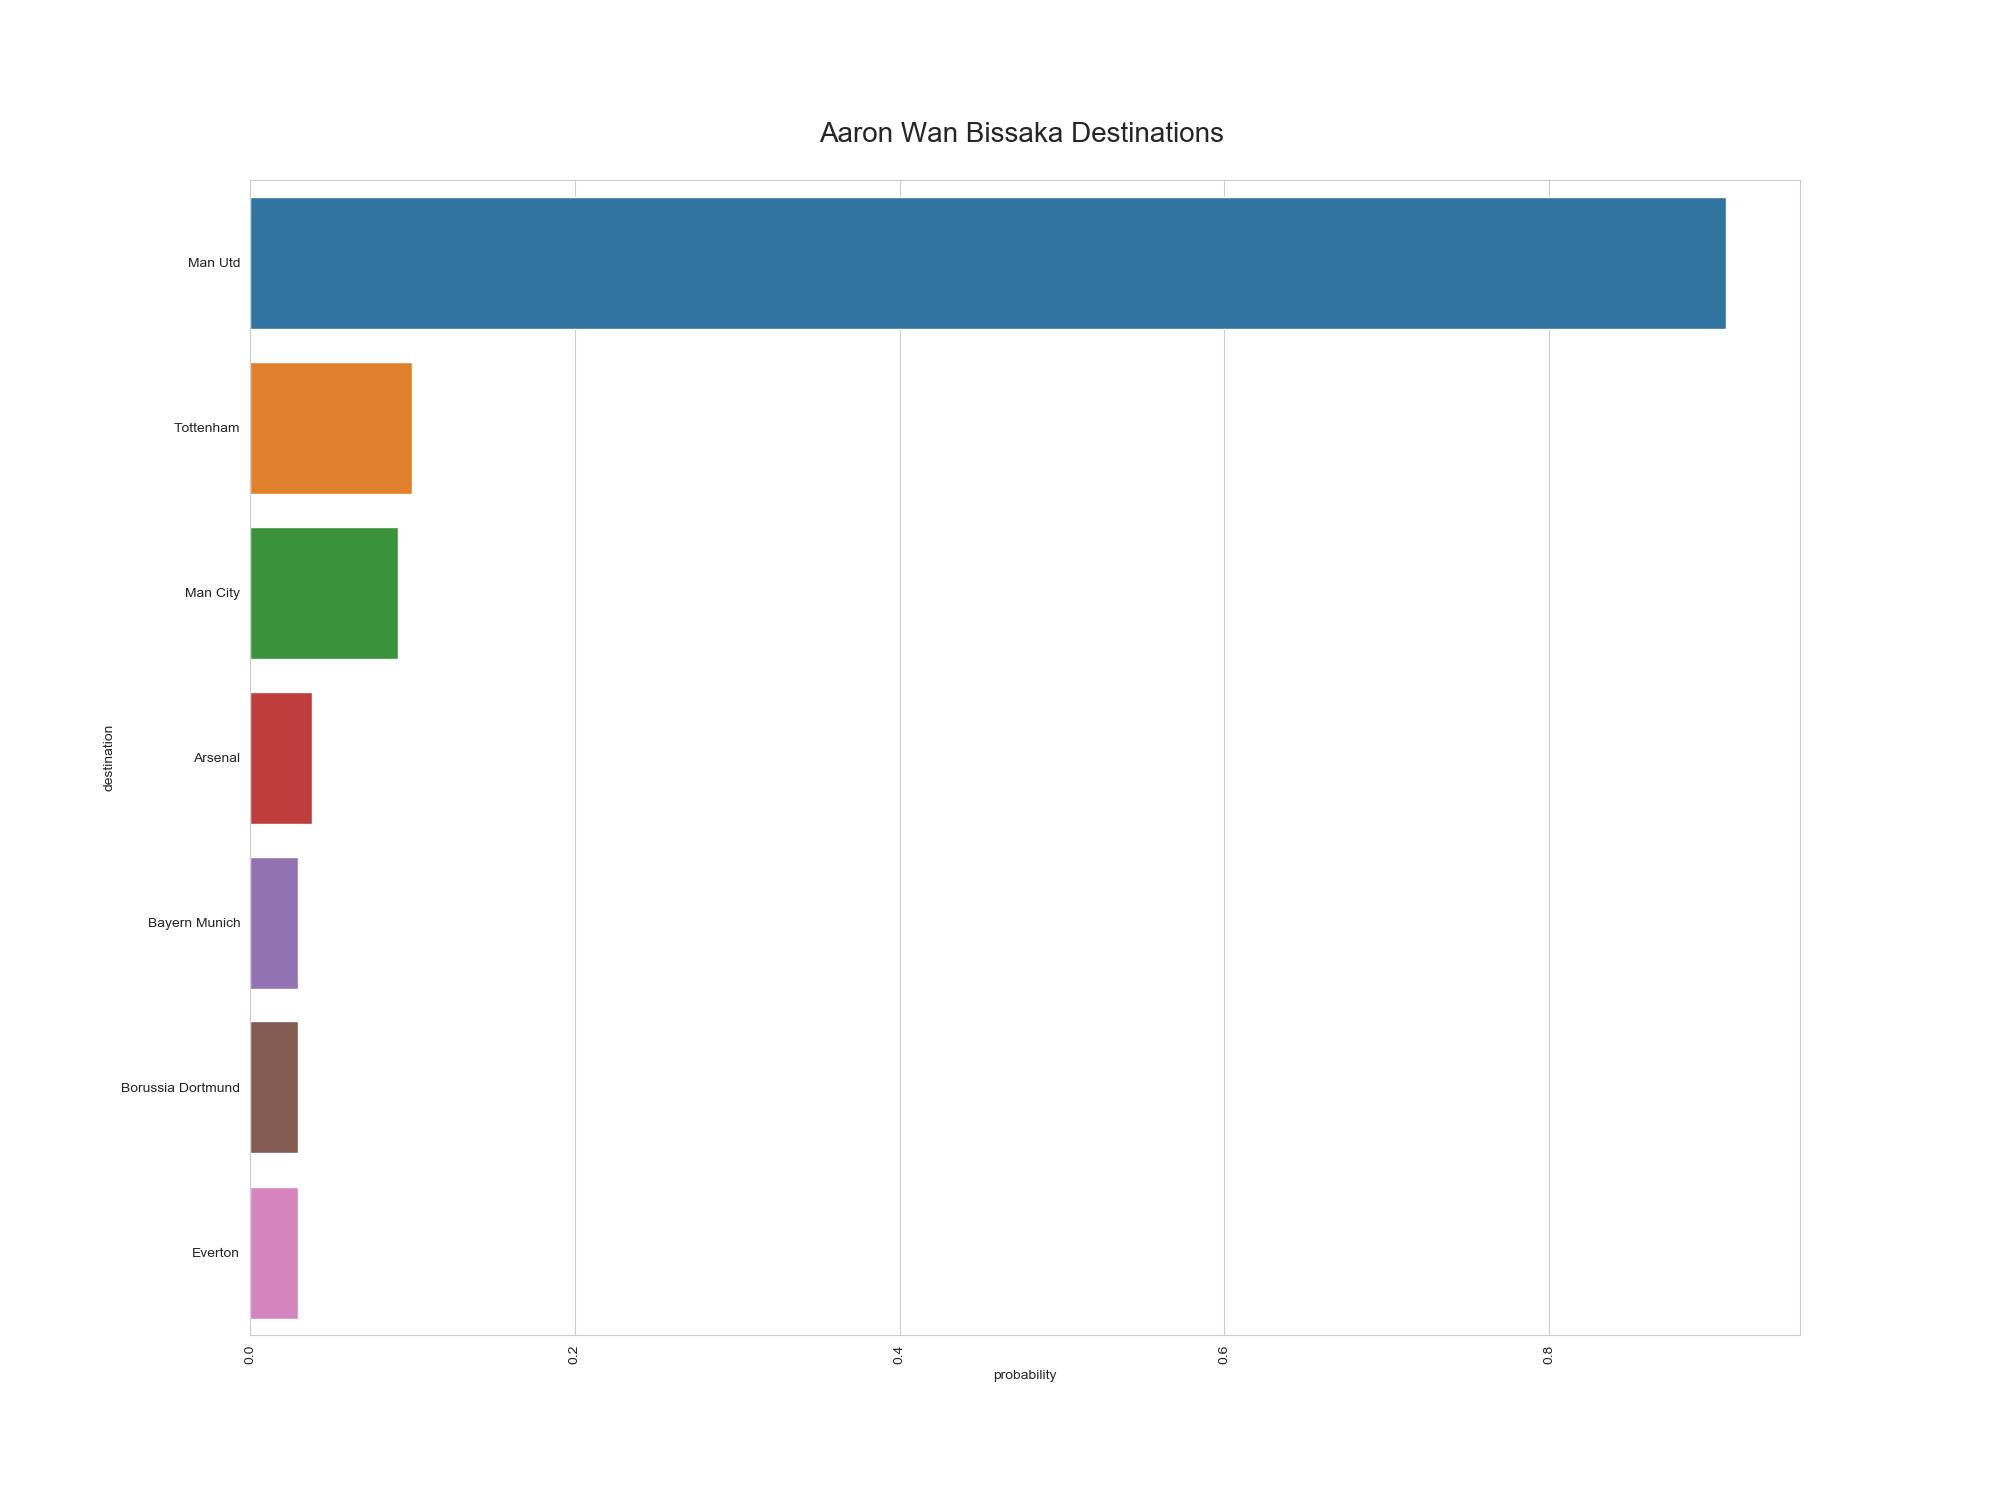 Aaron Wan Bissaka Destinations
Man Utd
Tottenham
Man City
Arsenal
destination
Bayern Munich
Borussia Dortmund
Everton
0.0
0.2
0.4
0.6
0.8
probability